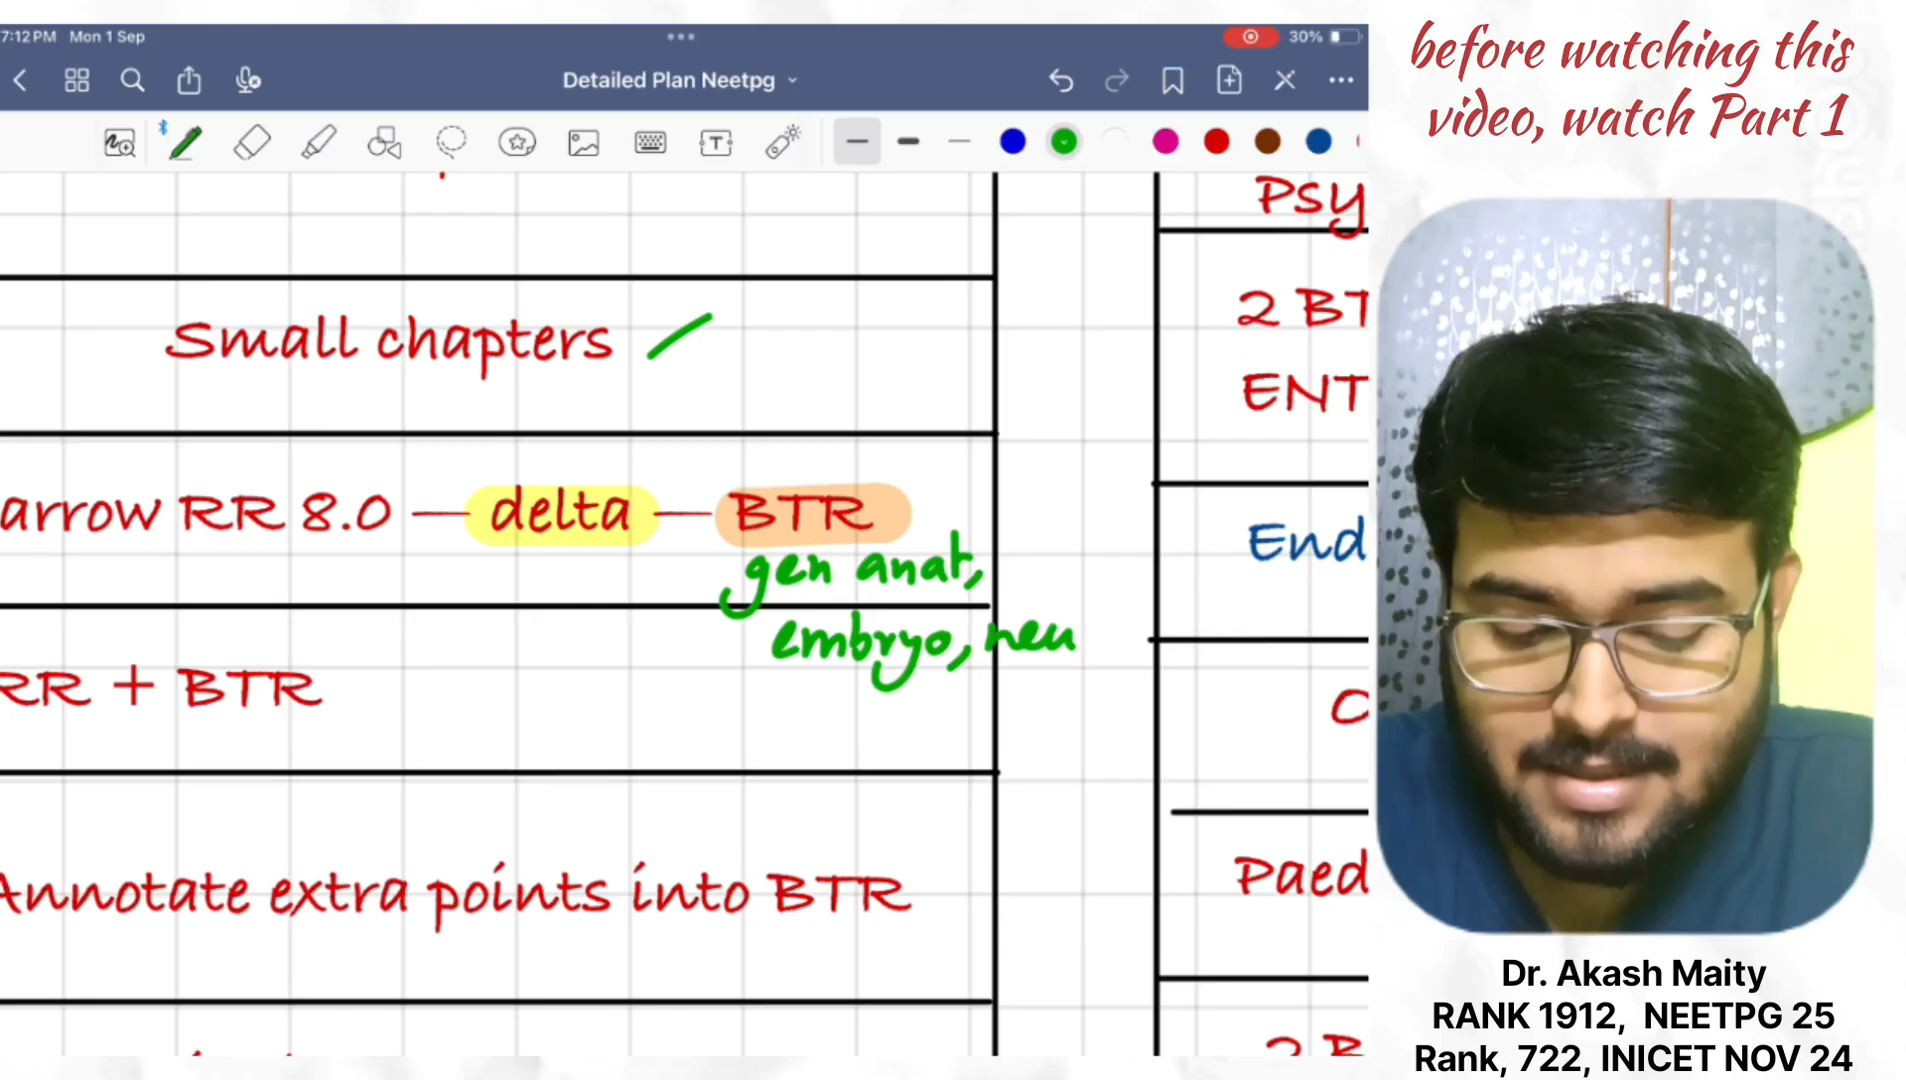 7:12 PM Mon 1 Sep
30%
Detailed Plan Neetpg
before watching this
video, watch Part 1
Psy
Small chapters
2 BT
ENT
arrow RR 8.0 — delta — BTR
gen anat,
embryo, neu
End
RR + BTR
Paed
Annotate extra points into BTR
Dr. Akash Maity
RANK 1912, NEETPG 25
Rank, 722, INICET NOV 24